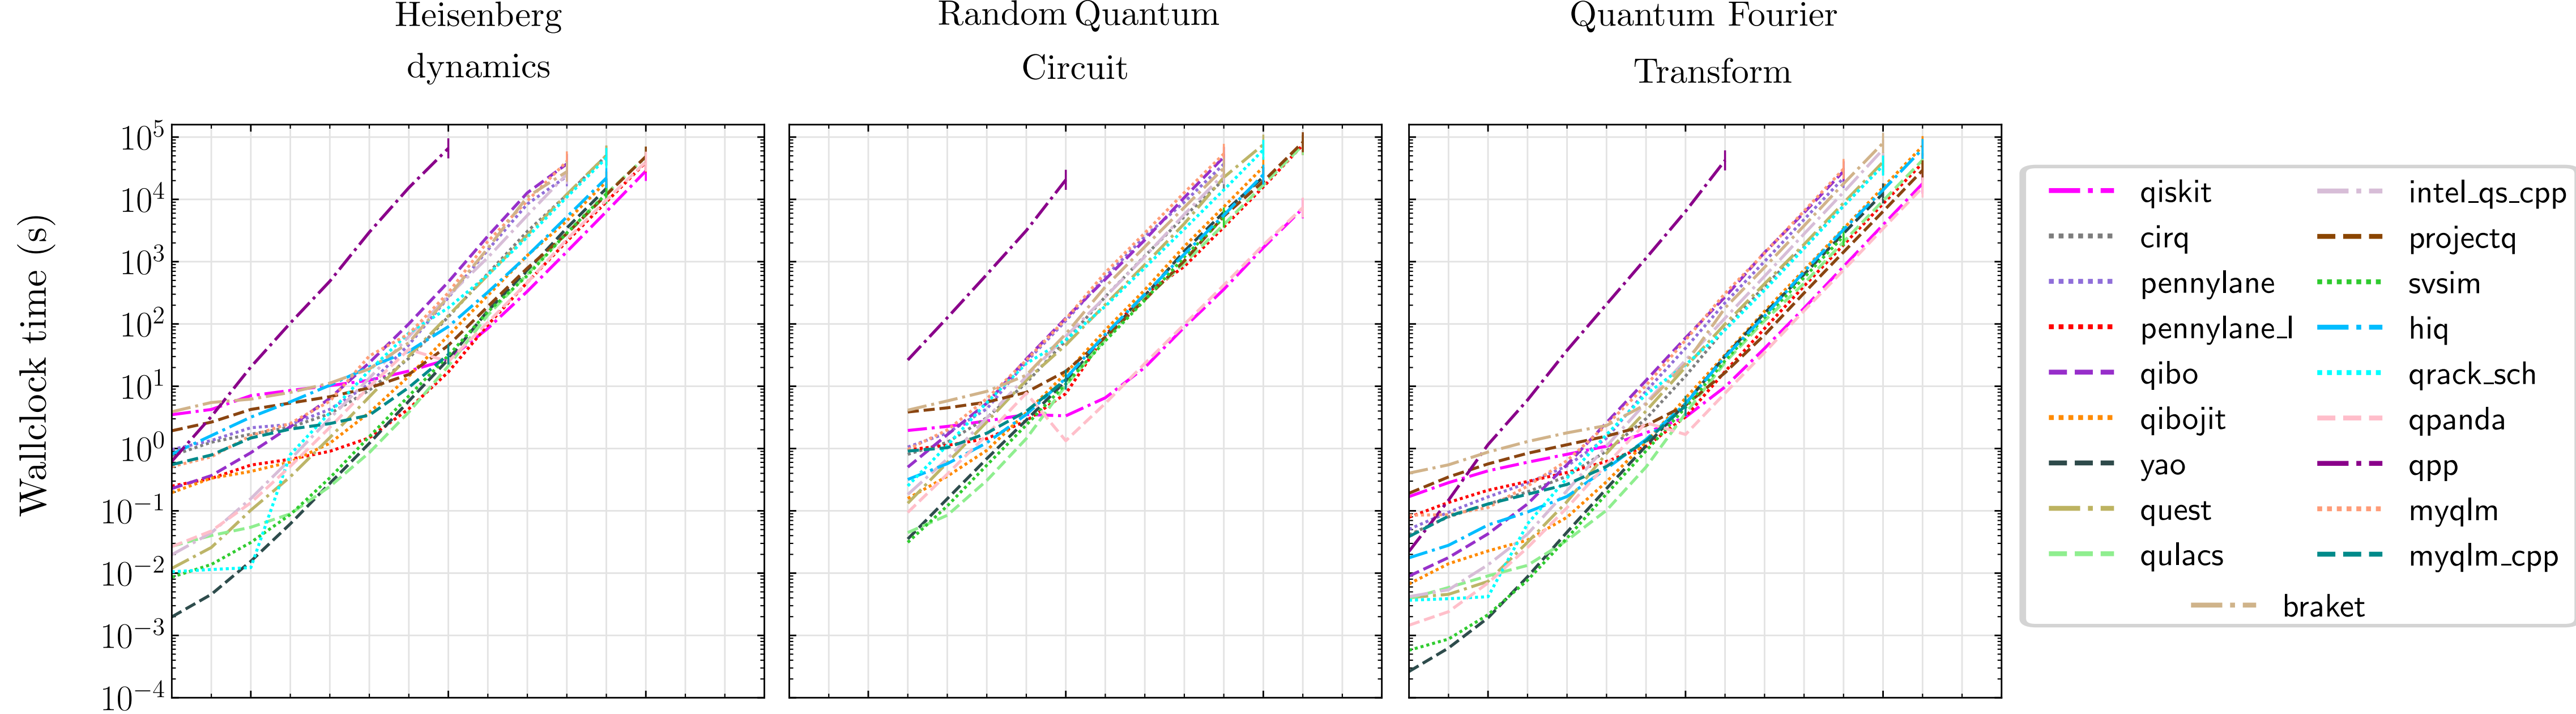 Heisenberg
dynamics
Random Quantum
Circuit
Quantum Fourier
Transform
Wallclock time (s)
10^5
10^4
10^3
10^2
10^1
10^0
10^−1
10^−2
10^−3
10^−4
qiskit
cirq
pennylane
pennylane_l
qibo
qibojit
yao
quest
qulacs
intel_qs_cpp
projectq
svsim
hiq
qrack_sch
qpanda
qpp
myqlm
myqlm_cpp
braket